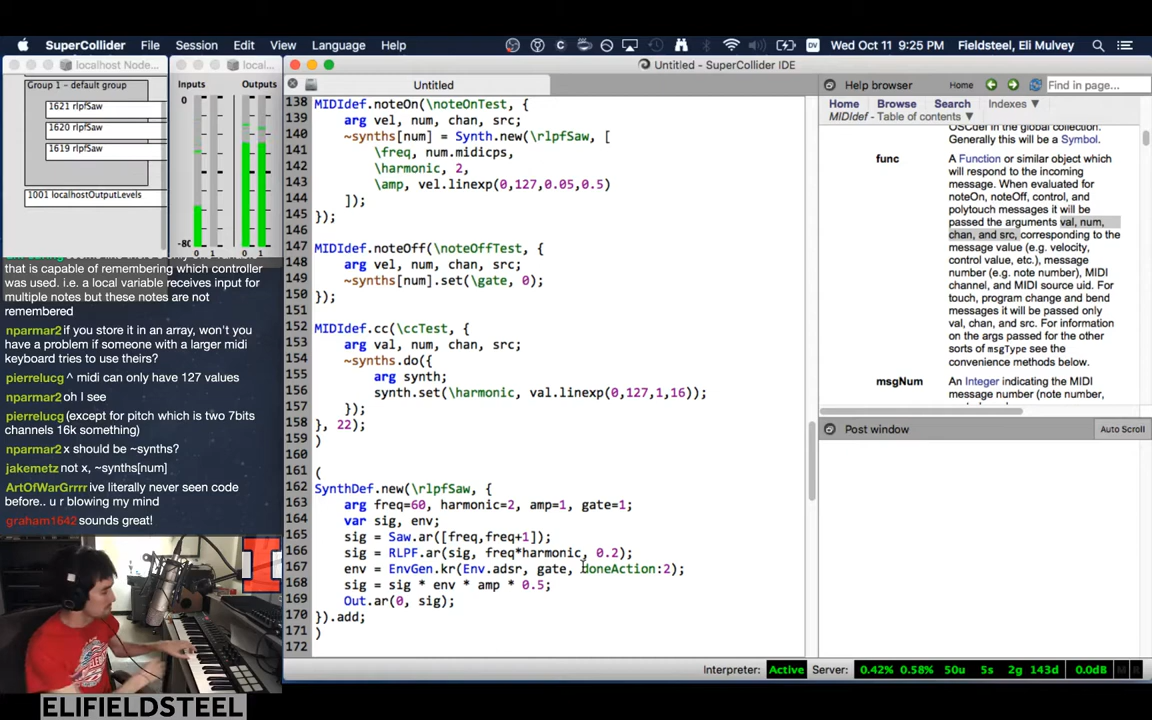 SuperCollider File Session Edit View Language Help
Wed Oct 11 9:25 PM Fieldsteel, Eli Mulvey
localhost Node...
Group 1 - default group
1621 rlpfSaw
1620 rlpfSaw
1619 rlpfSaw
1001 localhostOutputLevels
local...
Inputs Outputs
0
-80
0 1 0 1
that is capable of remembering which controller
was used. i.e. a local variable receives input for
multiple notes but these notes are not
remembered
nparmar2 if you store it in an array, won't you
have a problem if someone with a larger midi
keyboard tries to use theirs?
pierrelucg ^ midi can only have 127 values
nparmar2 oh I see
pierrelucg (except for pitch which is two 7bits
channels 16k something)
nparmar2 x should be ~synths?
jakemetz not x, ~synths[num]
ArtOfWarGrrr ive literally never seen code
before.. u r blowing my mind
graham1642 sounds great!
ELIFIELDSTEEL
Untitled - SuperCollider IDE
Untitled
138 MIDIdef.noteOn(\noteOnTest, {
139 arg vel, num, chan, src;
140 ~synths[num] = Synth.new(\rlpfSaw, [
141 \freq, num.midicps,
142 \harmonic, 2,
143 \amp, vel.linexp(0,127,0.05,0.5)
144 ]);
145 });
146
147 MIDIdef.noteOff(\noteOffTest, {
148 arg vel, num, chan, src;
149 ~synths[num].set(\gate, 0);
150 });
151
152 MIDIdef.cc(\ccTest, {
153 arg val, num, chan, src;
154 ~synths.do({
155 arg synth;
156 synth.set(\harmonic, val.linexp(0,127,1,16));
157 });
158 }, 22);
159 )
160
161 (
162 SynthDef.new(\rlpfSaw, {
163 arg freq=60, harmonic=2, amp=1, gate=1;
164 var sig, env;
165 sig = Saw.ar([freq,freq+1]);
166 sig = RLPF.ar(sig, freq*harmonic, 0.2);
167 env = EnvGen.kr(Env.adsr, gate, doneAction:2);
168 sig = sig * env * amp * 0.5;
169 Out.ar(0, sig);
170 }).add;
171 )
172
Help browser Home Find in page...
Home Browse Search Indexes ▼
MIDIdef - Table of contents ▼
OSCdef in the global collection.
Generally this will be a Symbol.
func A Function or similar object which
will respond to the incoming
message. When evaluated for
noteOn, noteOff, control, and
polytouch messages it will be
passed the arguments val, num,
chan, and src, corresponding to the
message value (e.g. velocity,
control value, etc.), message
number (e.g. note number), MIDI
channel, and MIDI source uid. For
touch, program change and bend
messages it will be passed only
val, chan, and src. For information
on the args passed for the other
sorts of msgType see the
convenience methods below.
msgNum An Integer indicating the MIDI
message number (note number,
Post window Auto Scroll
Interpreter: Active Server: 0.42% 0.58% 50u 5s 2g 143d 0.0dB M R